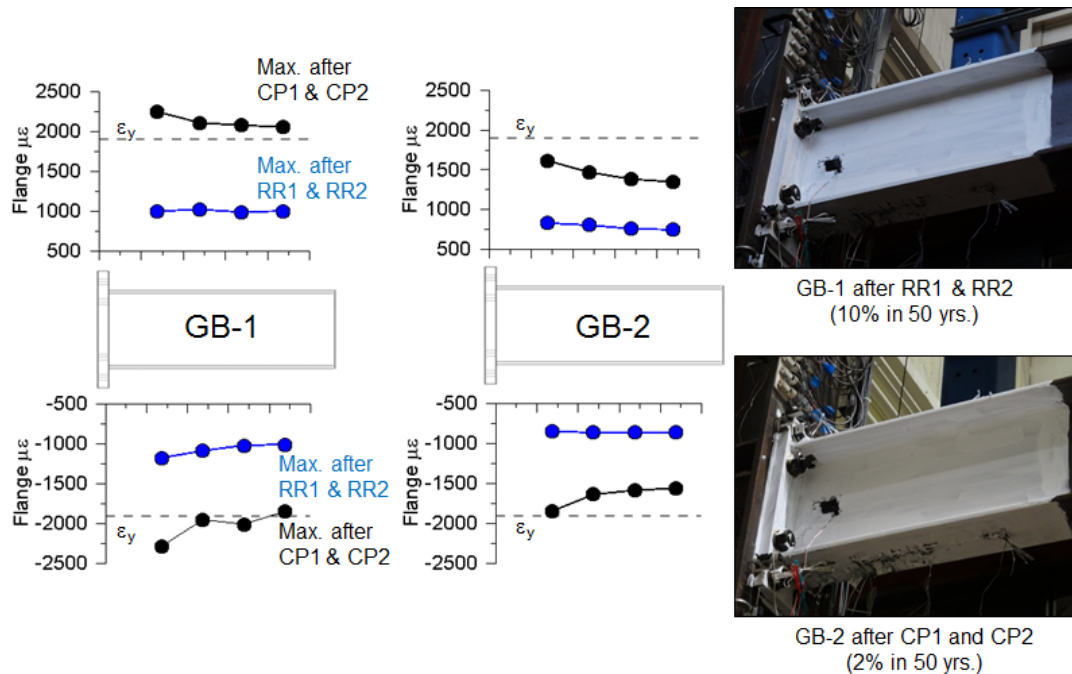 Max. after
CP1 & CP2
2500
2000
1500
1000
500
Flange με
εy
Max. after
RR1 & RR2
GB-1
-500
-1000
-1500
-2000
-2500
Flange με
εy
Max. after
RR1 & RR2
Max. after
CP1 & CP2
2500
2000
1500
1000
500
Flange με
εy
GB-2
-500
-1000
-1500
-2000
-2500
Flange με
εy
GB-1 after RR1 & RR2
(10% in 50 yrs.)
GB-2 after CP1 and CP2
(2% in 50 yrs.)